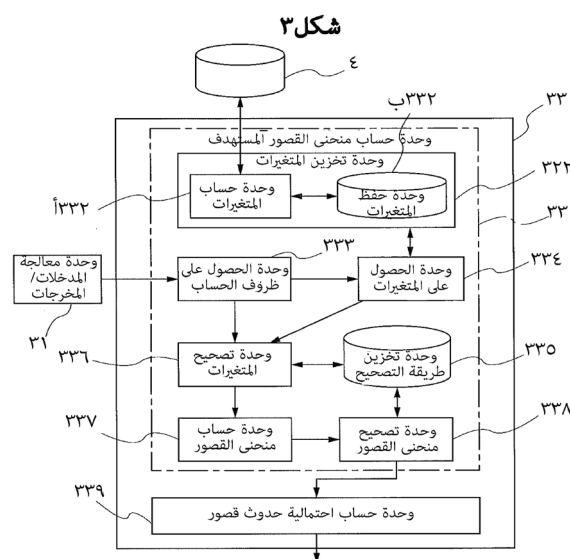 شكل٣
٤
٣٣
وحدة حساب منحنى القصور المستهدف
٣٣٢ب
وحدة تخزين المتغيرات
وحدة حساب
المتغيرات
وحدة حفظ
المتغيرات
٣٣٢أ
٣٢٢
٣٣
وحدة معالجة
المدخلات/
المخرجات
٣١
٣٣٣
وحدة الحصول على
ظروف الحساب
وحدة الحصول
على المتغيرات
٣٣٤
٣٣٦
وحدة تصحيح
المتغيرات
وحدة تخزين
طريقة التصحيح
٣٣٥
٣٣٧
وحدة حساب
منحنى القصور
وحدة تصحيح
منحنى القصور
٣٣٨
٣٣٩
وحدة حساب احتمالية حدوث قصور